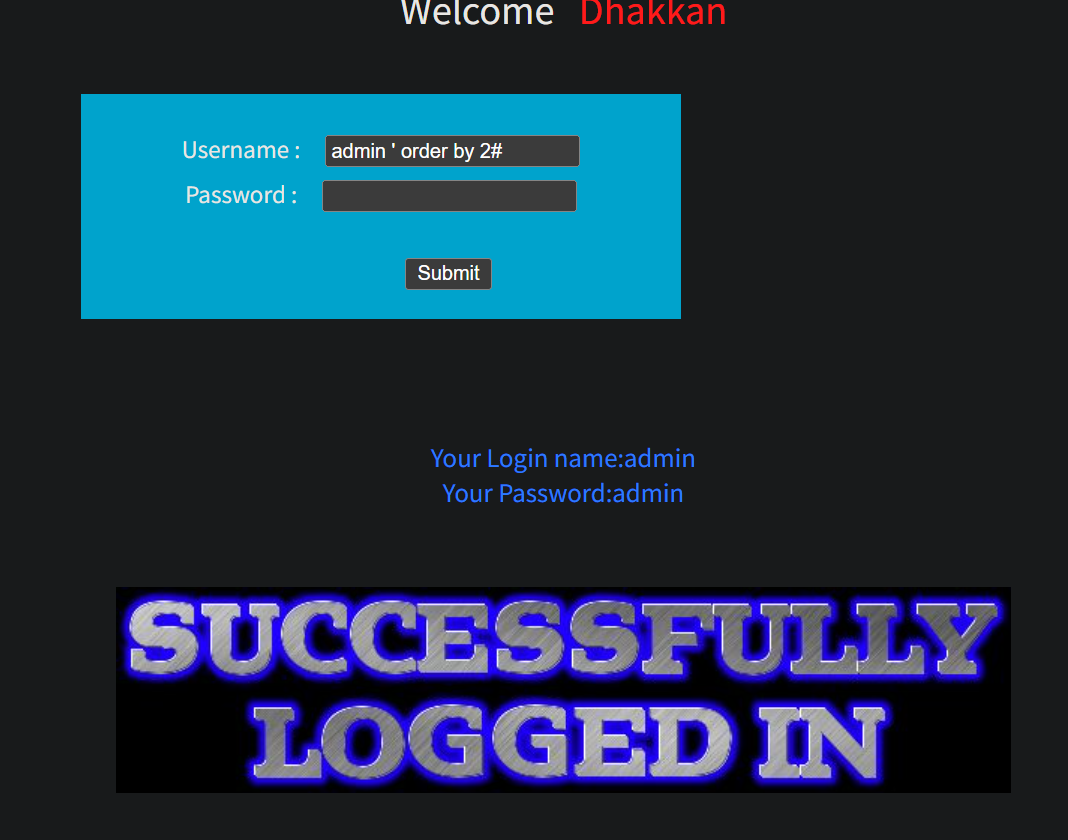 Welcome Dhakkan
Username : admin ' order by 2#
Password :
Submit
Your Login name:admin
Your Password:admin
SUCCESSFULLY
LOGGED IN